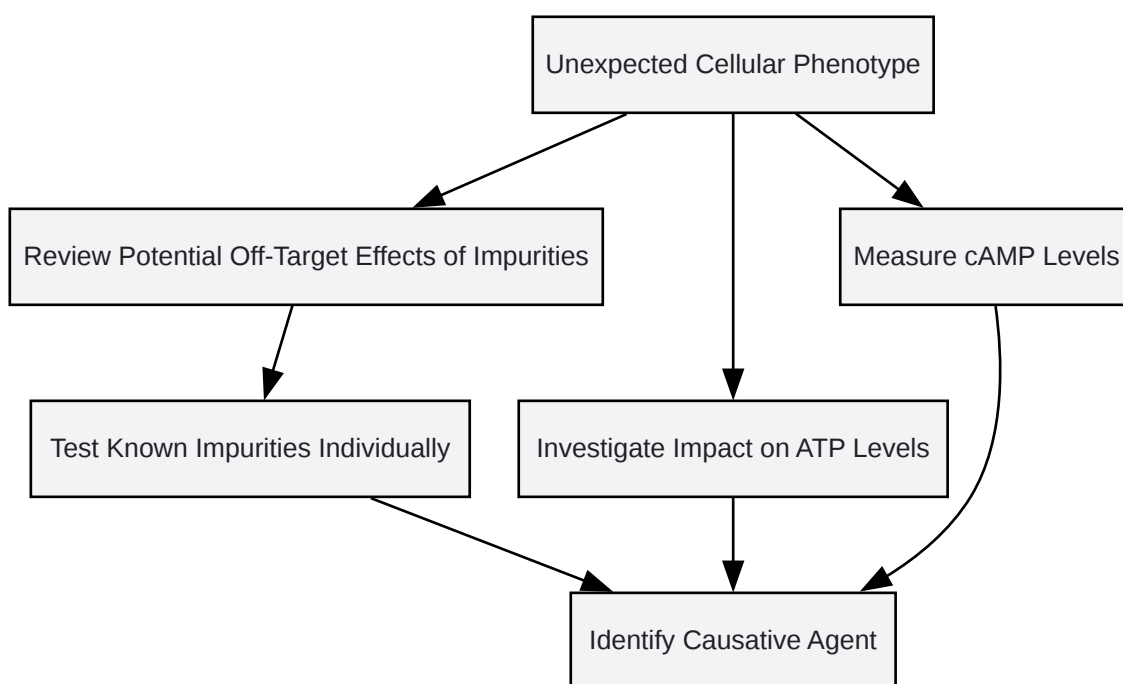 Unexpected Cellular Phenotype
Review Potential Off-Target Effects of Impurities
Measure cAMP Levels
Test Known Impurities Individually
Investigate Impact on ATP Levels
Identify Causative Agent